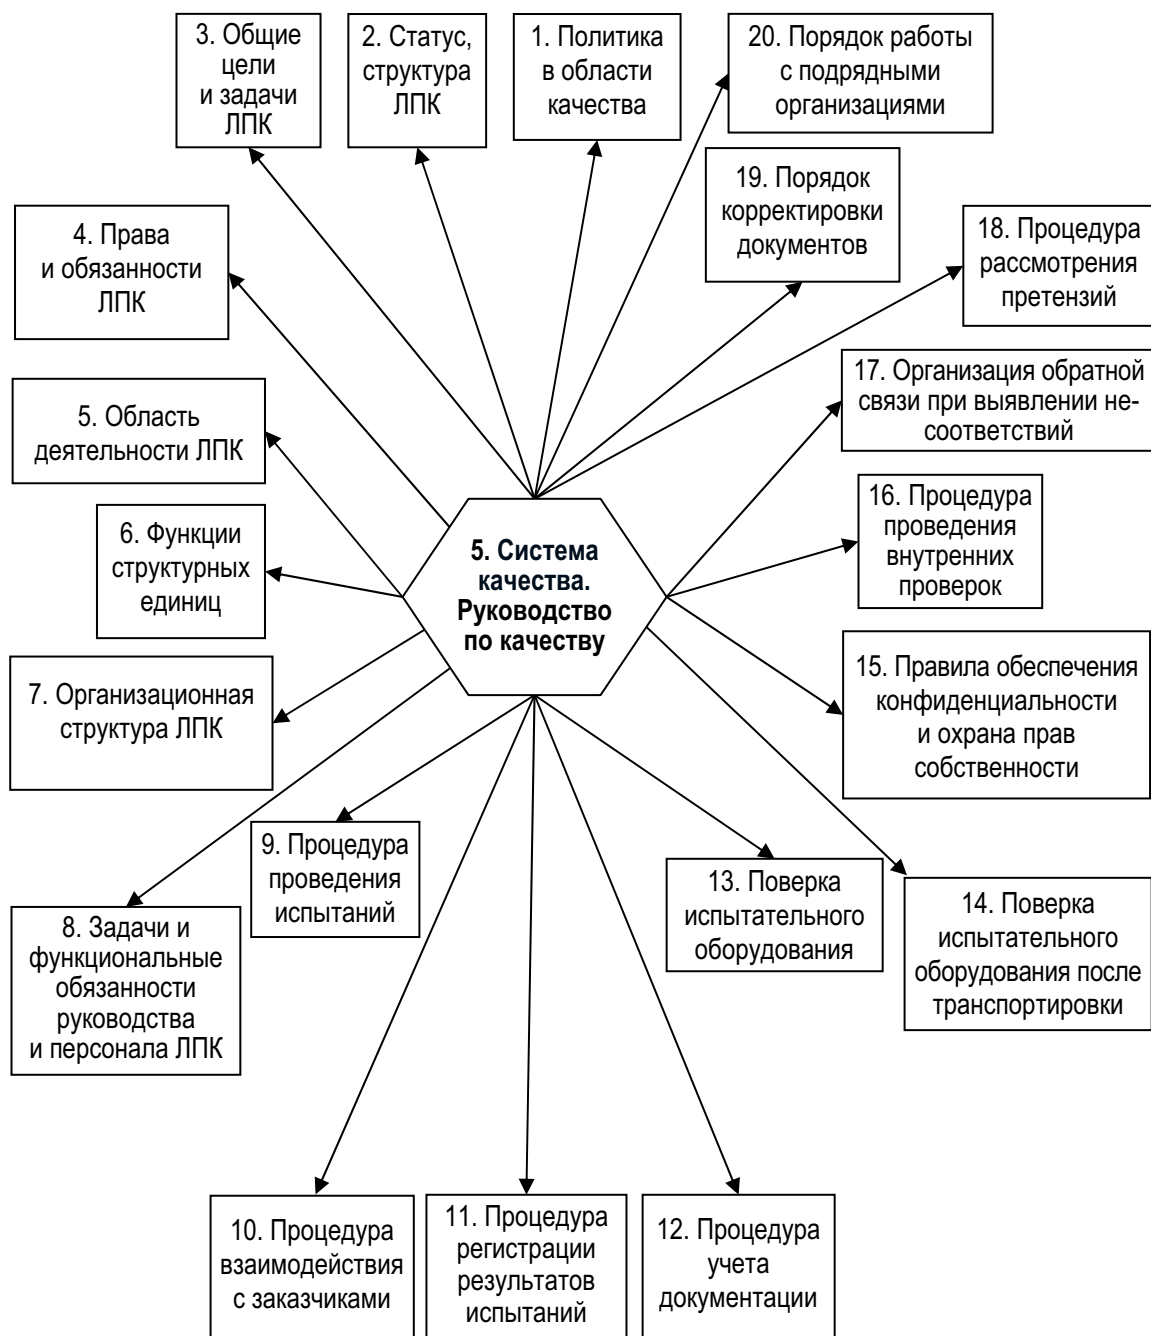 3. Общие
цели
и задачи
ЛПК
2. Статус,
структура
ЛПК
1. Политика
в области
качества
20. Порядок работы
с подрядными
организациями
19. Порядок
корректировки
документов
18. Процедура
рассмотрения
претензий
4. Права
и обязанности
ЛПК
17. Организация обратной
связи при выявлении не-
соответствий
5. Область
деятельности ЛПК
16. Процедура
проведения
внутренних
проверок
6. Функции
структурных
единиц
5. Система
качества.
Руководство
по качеству
15. Правила обеспечения
конфиденциальности
и охрана прав
собственности
7. Организационная
структура ЛПК
9. Процедура
проведения
испытаний
13. Поверка
испытательного
оборудования
14. Поверка
испытательного
оборудования после
транспортировки
8. Задачи и
функциональные
обязанности
руководства
и персонала ЛПК
10. Процедура
взаимодействия
с заказчиками
11. Процедура
регистрации
результатов
испытаний
12. Процедура
учета
документации